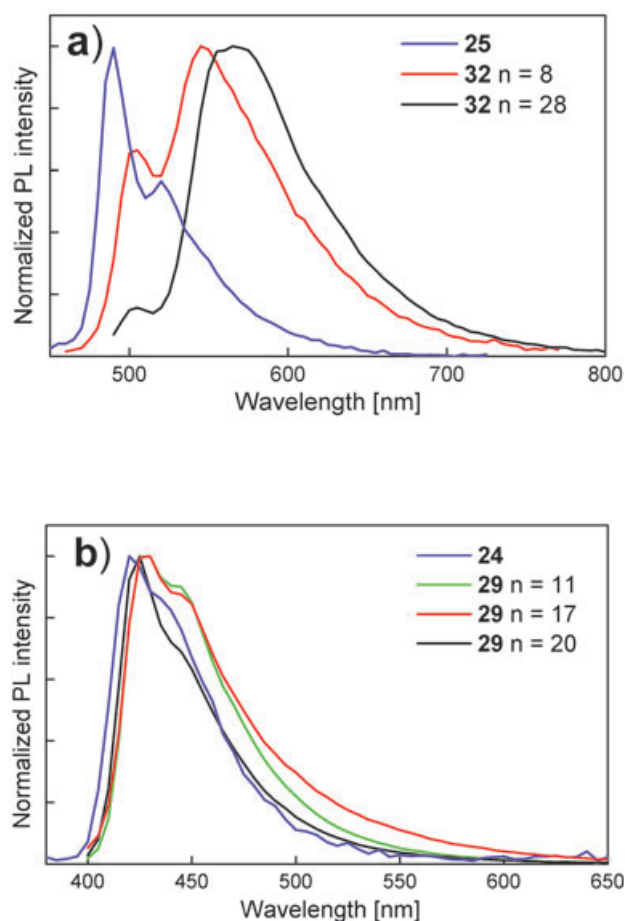 a)
25
32 n = 8
32 n = 28
Normalized PL intensity
500
600
700
800
Wavelength [nm]
b)
24
29 n = 11
29 n = 17
29 n = 20
Normalized PL intensity
400
450
500
550
600
650
Wavelength [nm]